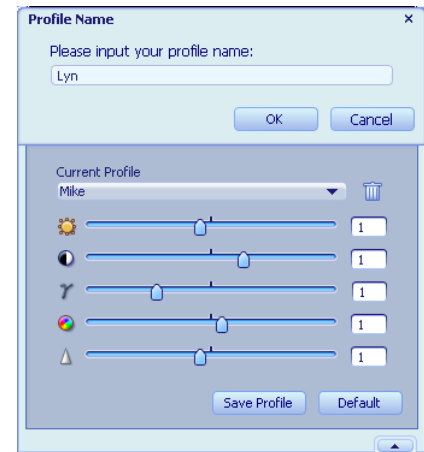 Profile Name
Please input your profile name:
Lyn
OK Cancel
Current Profile
Mike
1
1
1
1
1
Save Profile Default